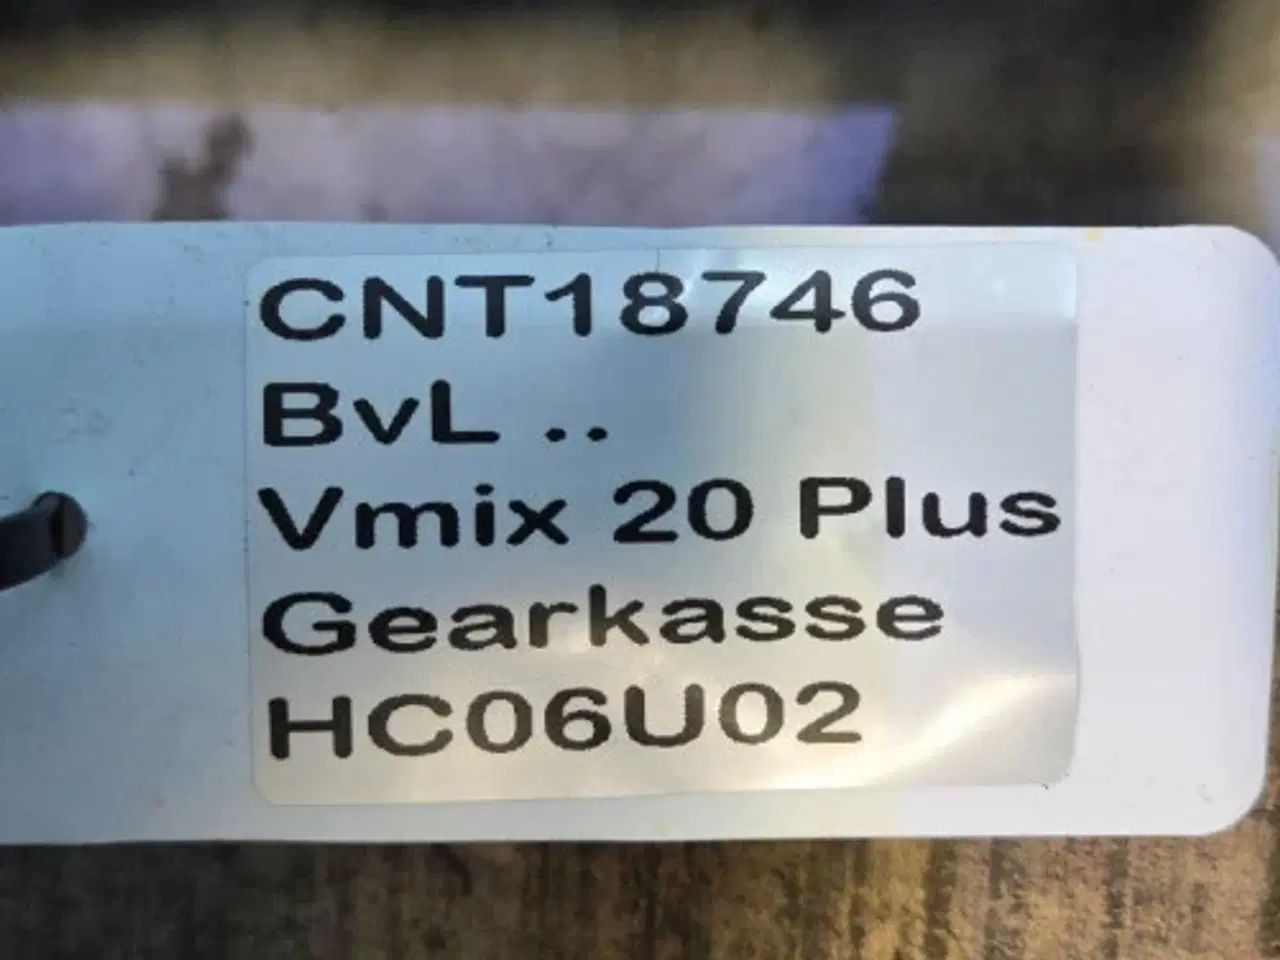 CNT18746
BvL ..
Vmix 20 Plus
Gearkasse
HC06U02